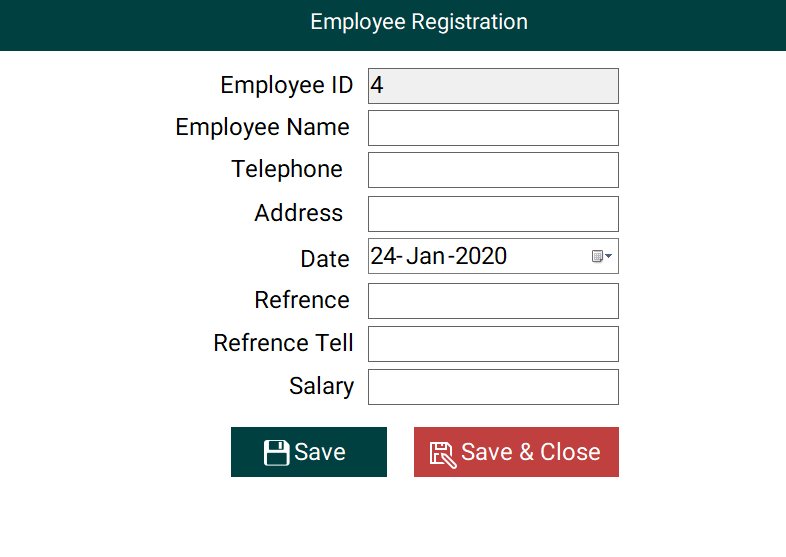 Employee Registration
Employee ID 4
Employee Name
Telephone
Address
Date 24-Jan-2020
Refrence
Refrence Tell
Salary
Save Save & Close